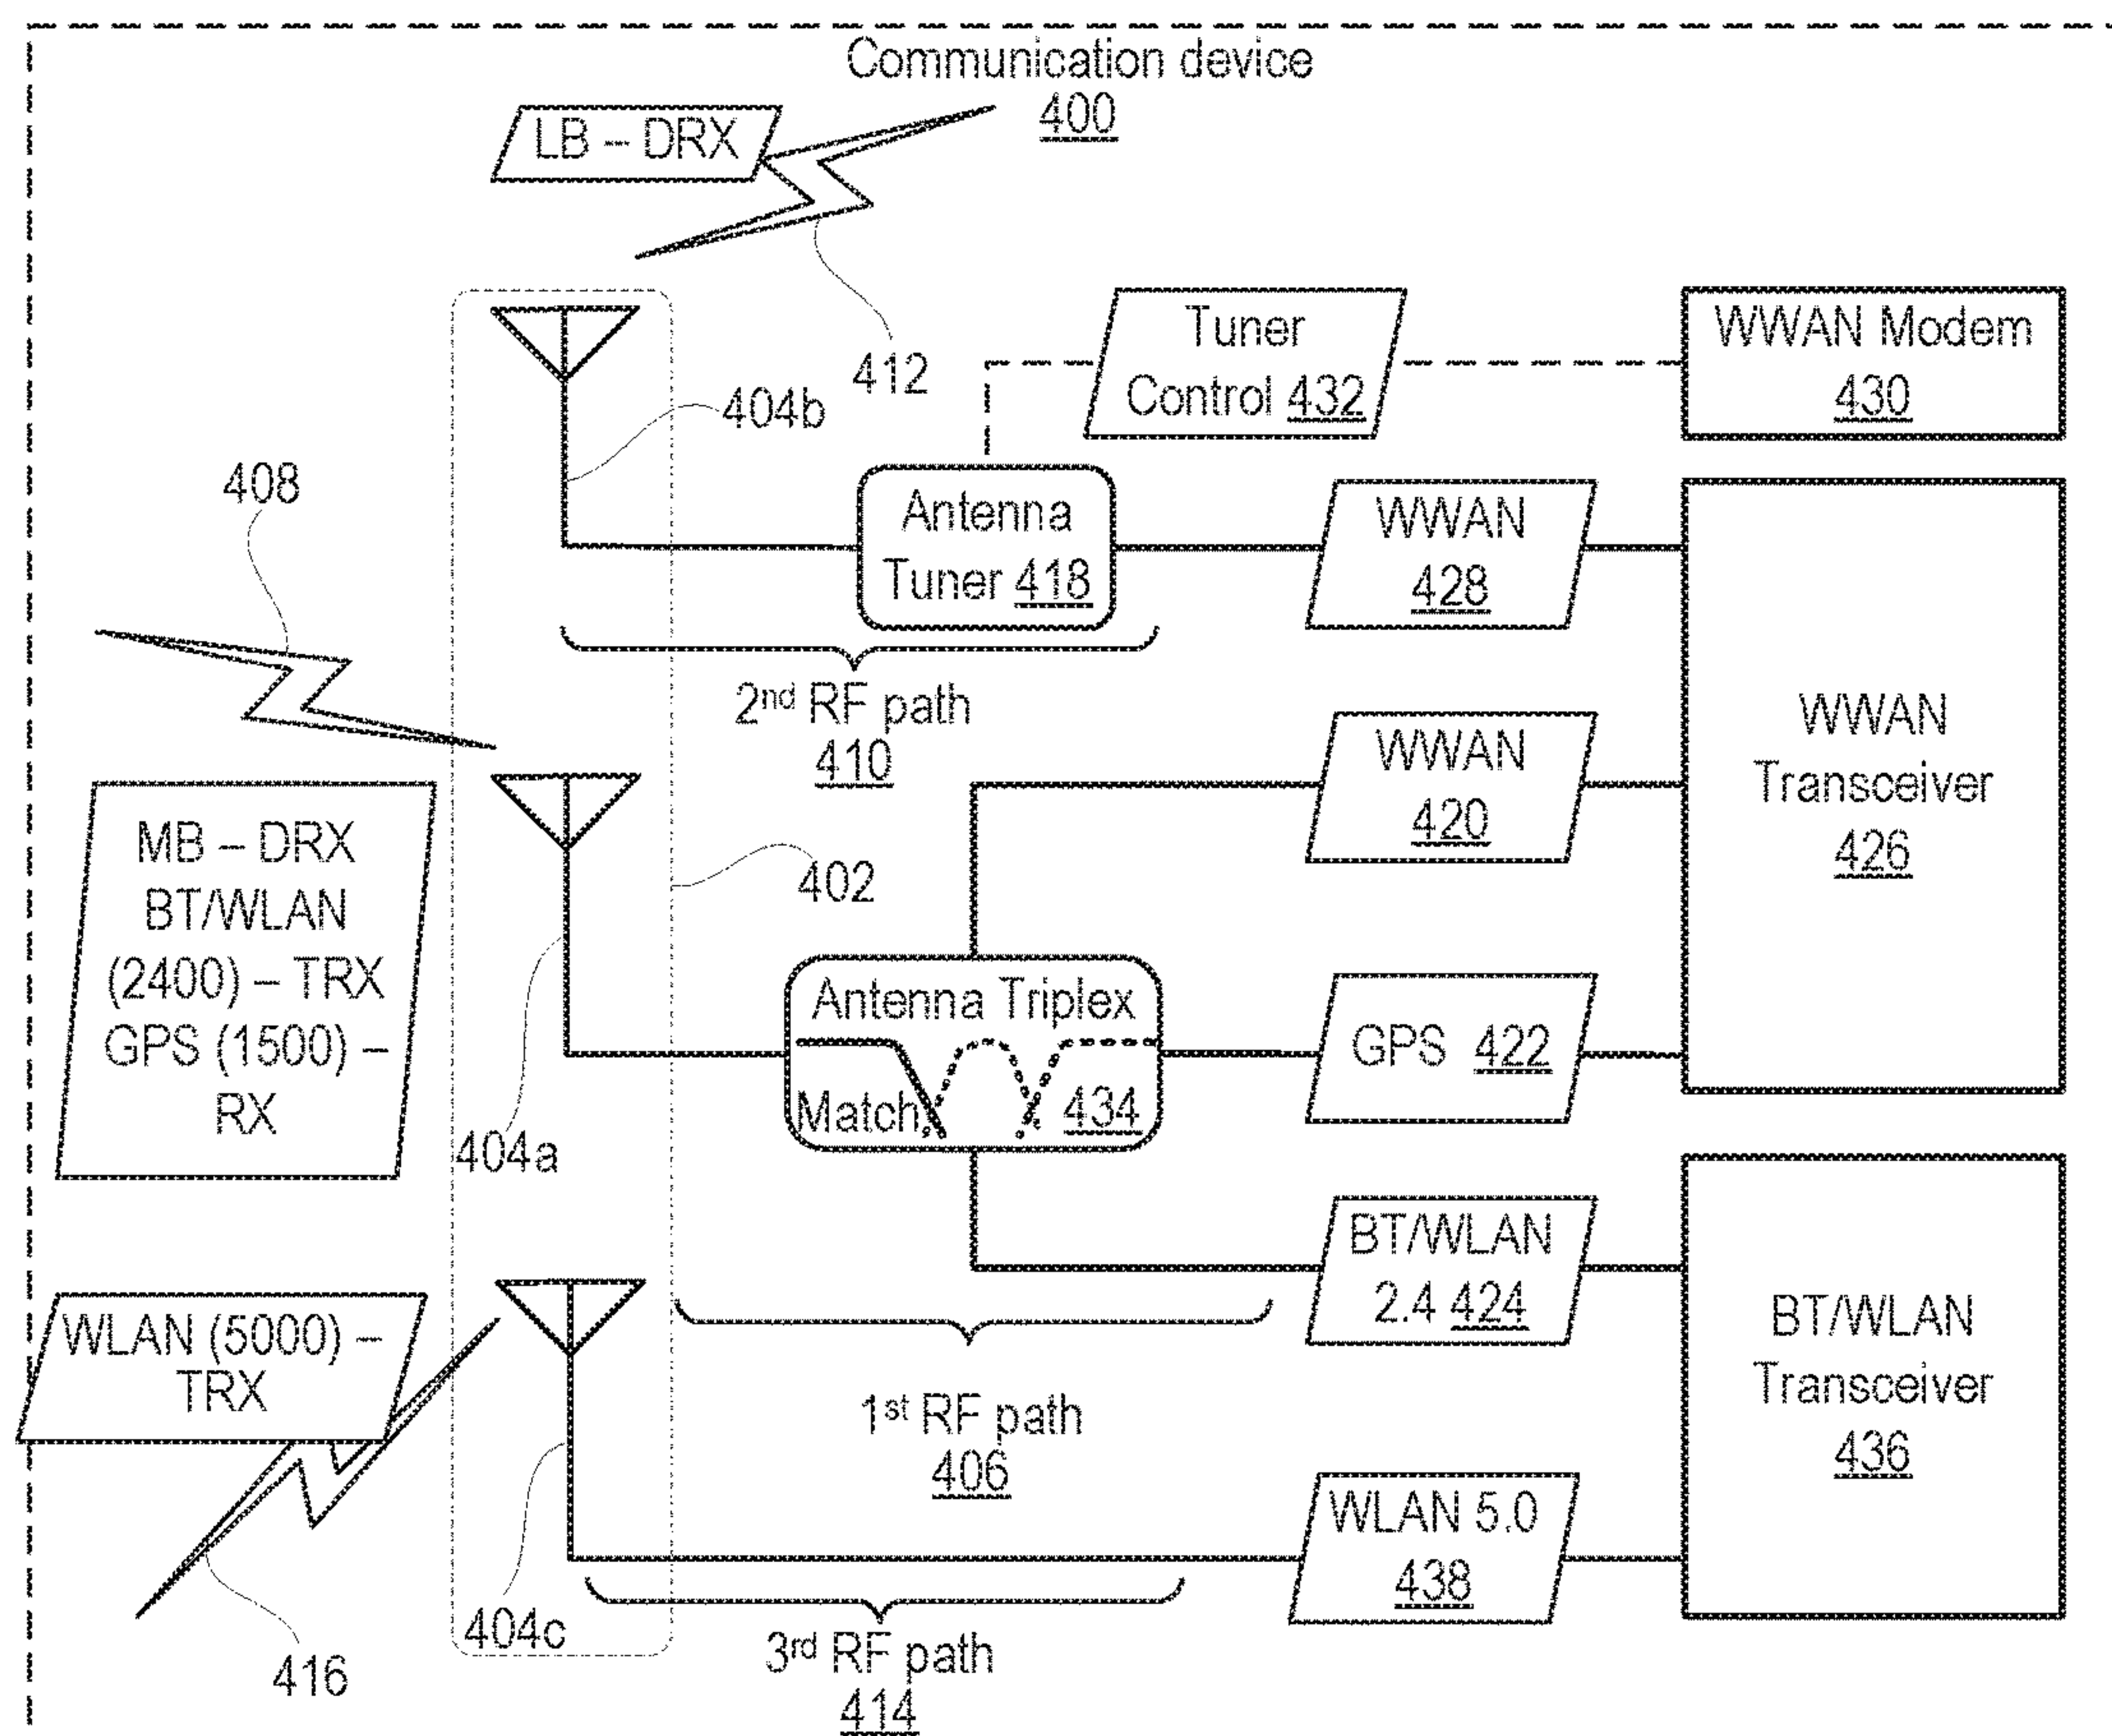 Communication device
400
LB – DRX
412
404b
Tuner
Control 432
WWAN Modem
430
408
Antenna
Tuner 418
WWAN
428
2nd RF path
410
WWAN
420
WWAN
Transceiver
426
MB – DRX
BT/WLAN
(2400) – TRX
GPS (1500) –
RX
402
404a
Antenna Triplex
Match
434
GPS 422
BT/WLAN
2.4 424
WLAN (5000) –
TRX
1st RF path
406
BT/WLAN
Transceiver
436
WLAN 5.0
438
404c
416
3rd RF path
414